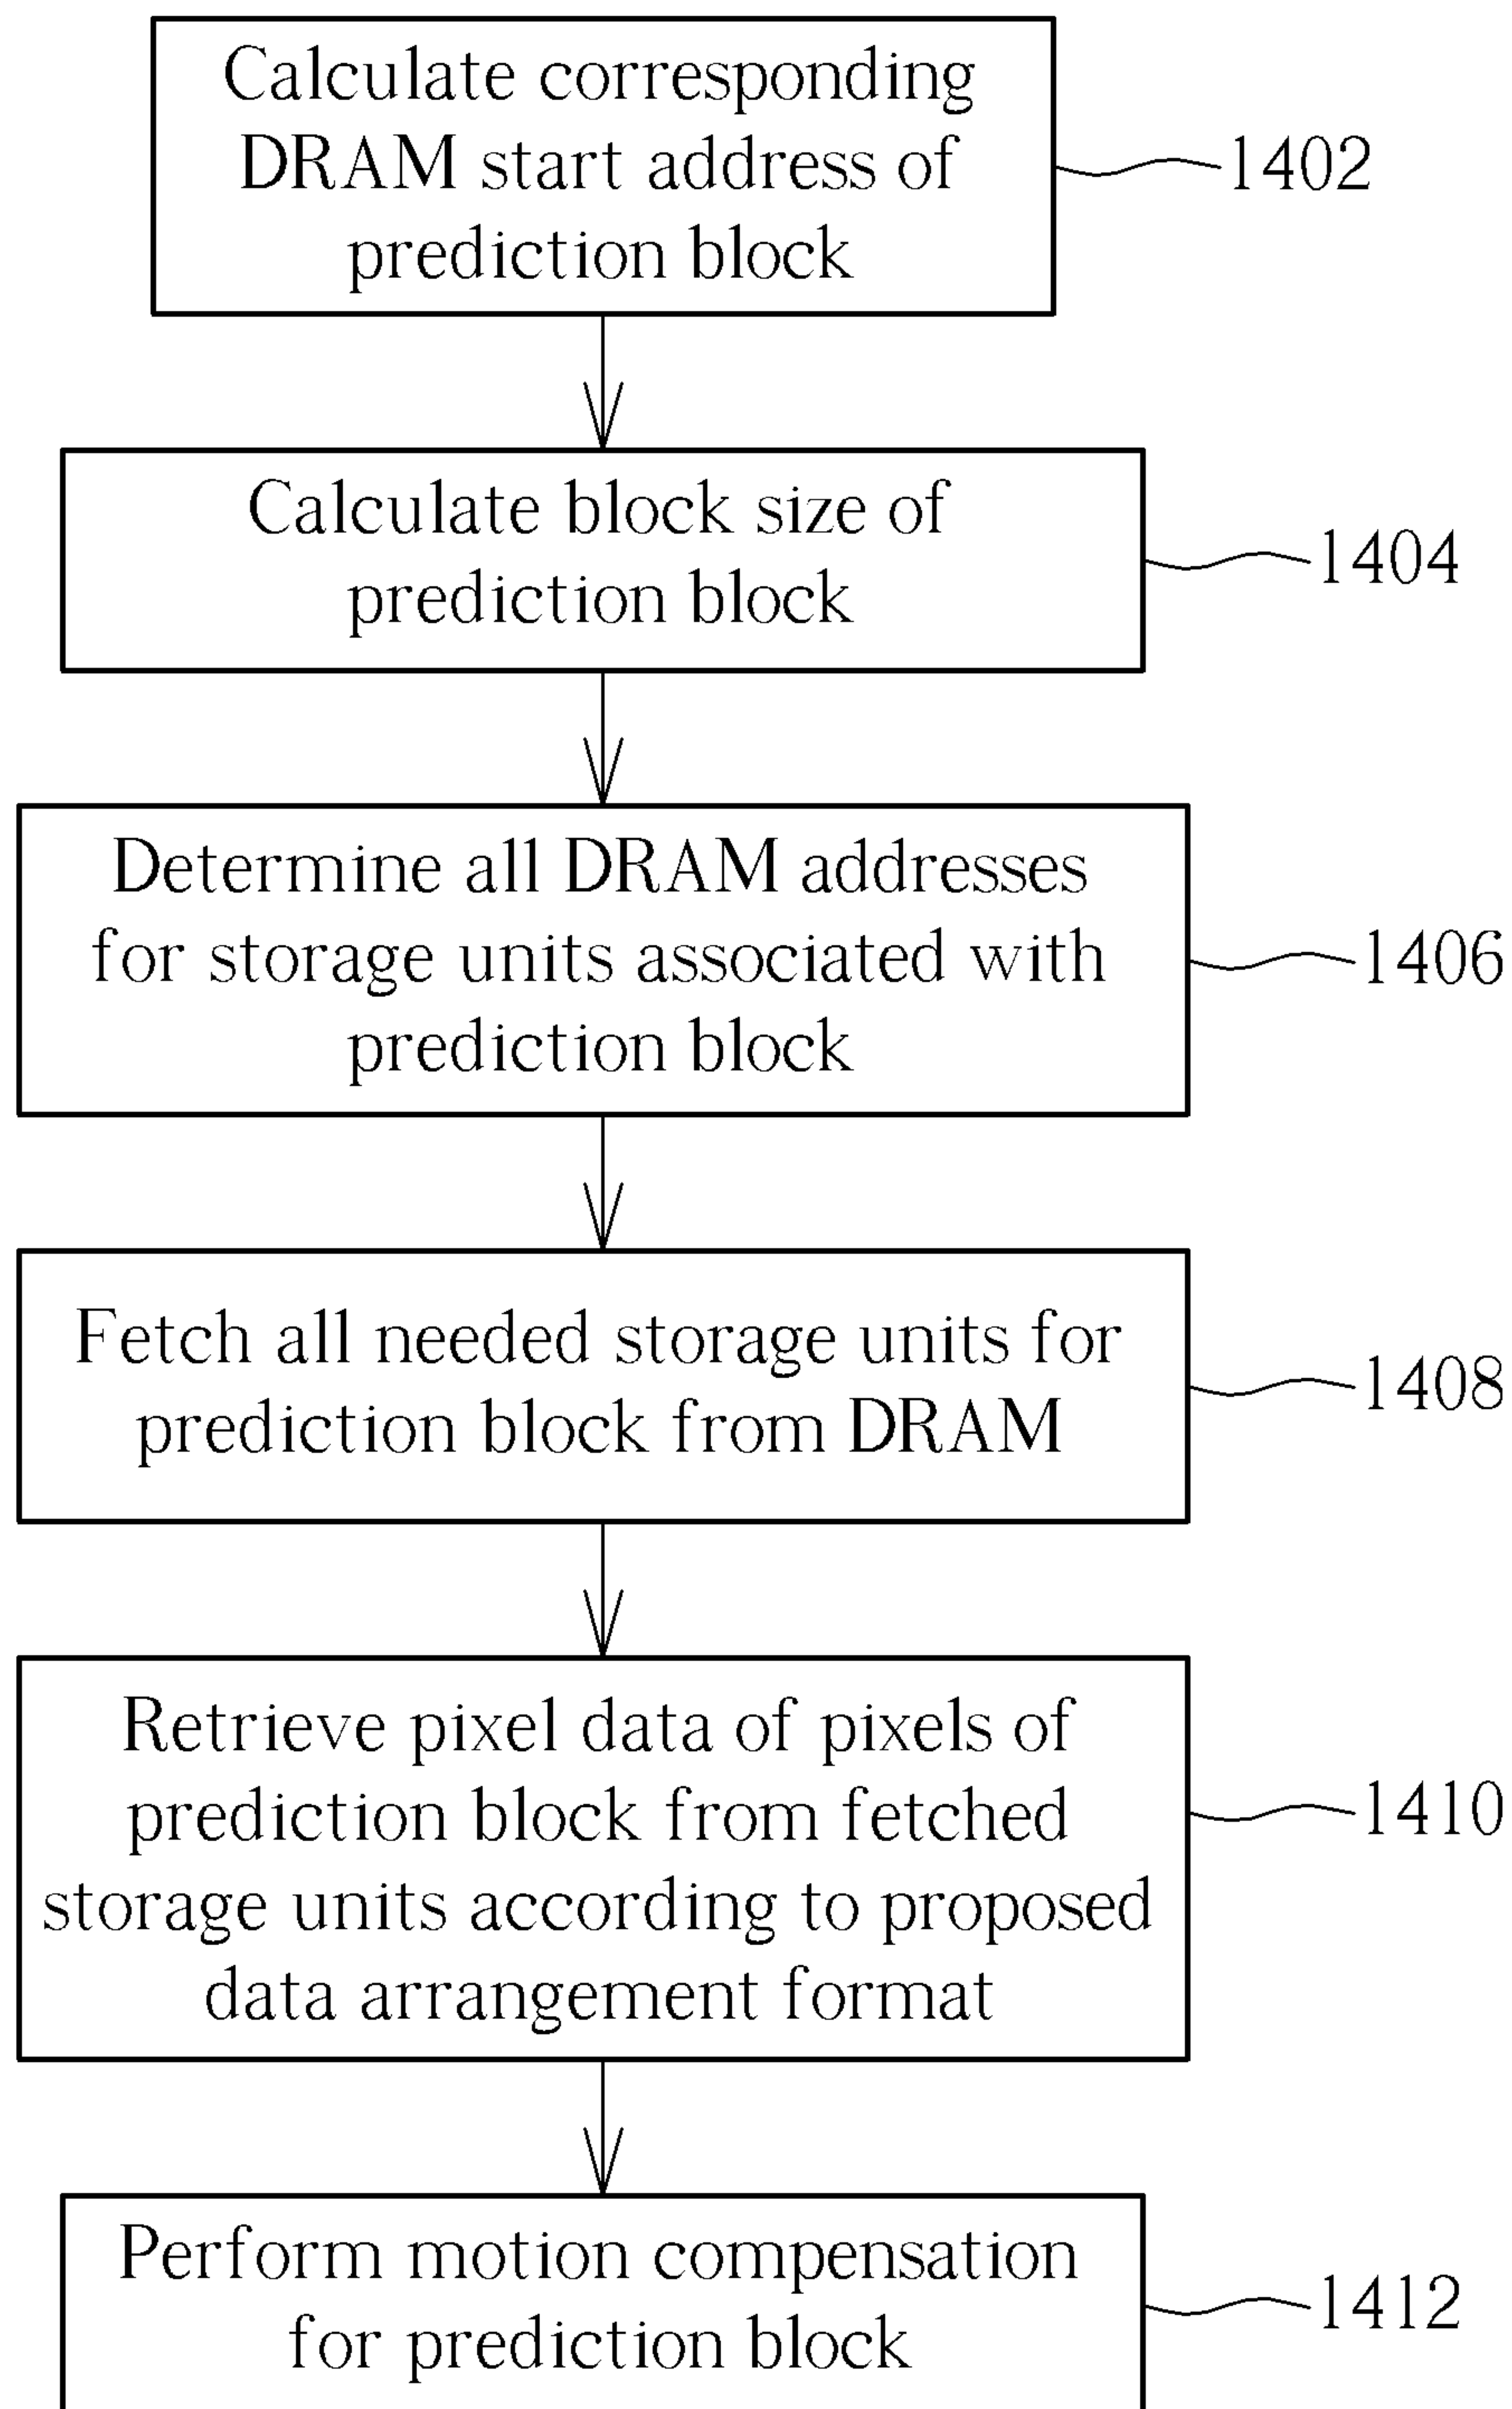 Calculate corresponding
DRAM start address of
prediction block
1402
Calculate block size of
prediction block
1404
Determine all DRAM addresses
for storage units associated with
prediction block
1406
Fetch all needed storage units for
prediction block from DRAM
1408
Retrieve pixel data of pixels of
prediction block from fetched
storage units according to proposed
data arrangement format
1410
Perform motion compensation
for prediction block
1412